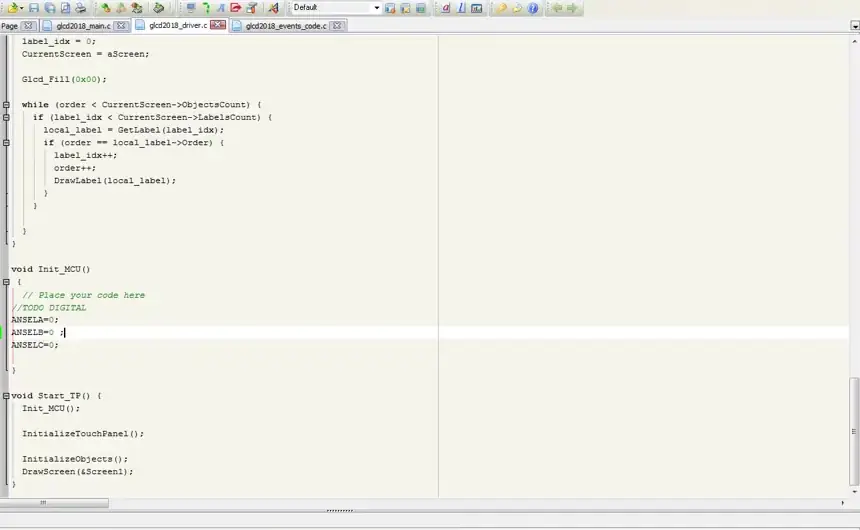 Default
Page glcd2018_main.c glcd2018_driver.c glcd2018_events_code.c
label_idx = 0;
CurrentScreen = aScreen;
Glcd_Fill(0x00);
while (order < CurrentScreen->ObjectsCount) {
if (label_idx < CurrentScreen->LabelsCount) {
local_label = GetLabel(label_idx);
if (order == local_label->Order) {
label_idx++;
order++;
DrawLabel(local_label);
}
}
}
}
void Init_MCU()
{
// Place your code here
//TODO DIGITAL
ANSELA=0;
ANSELB=0 ;
ANSELC=0;
}
void Start_TP() {
Init_MCU();
InitializeTouchPanel();
InitializeObjects();
DrawScreen(&Screen1);
}